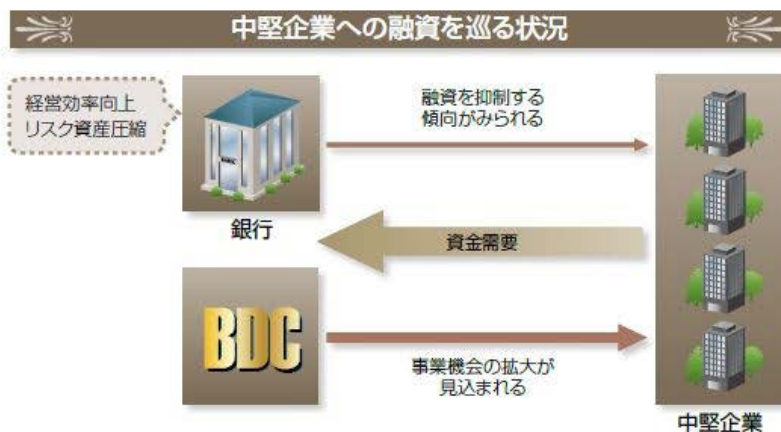 中堅企業への融資を巡る状況
経営効率向上
リスク資産圧縮
融資を抑制する
傾向がみられる
銀行
資金需要
BDC
事業機会の拡大が
見込まれる
中堅企業